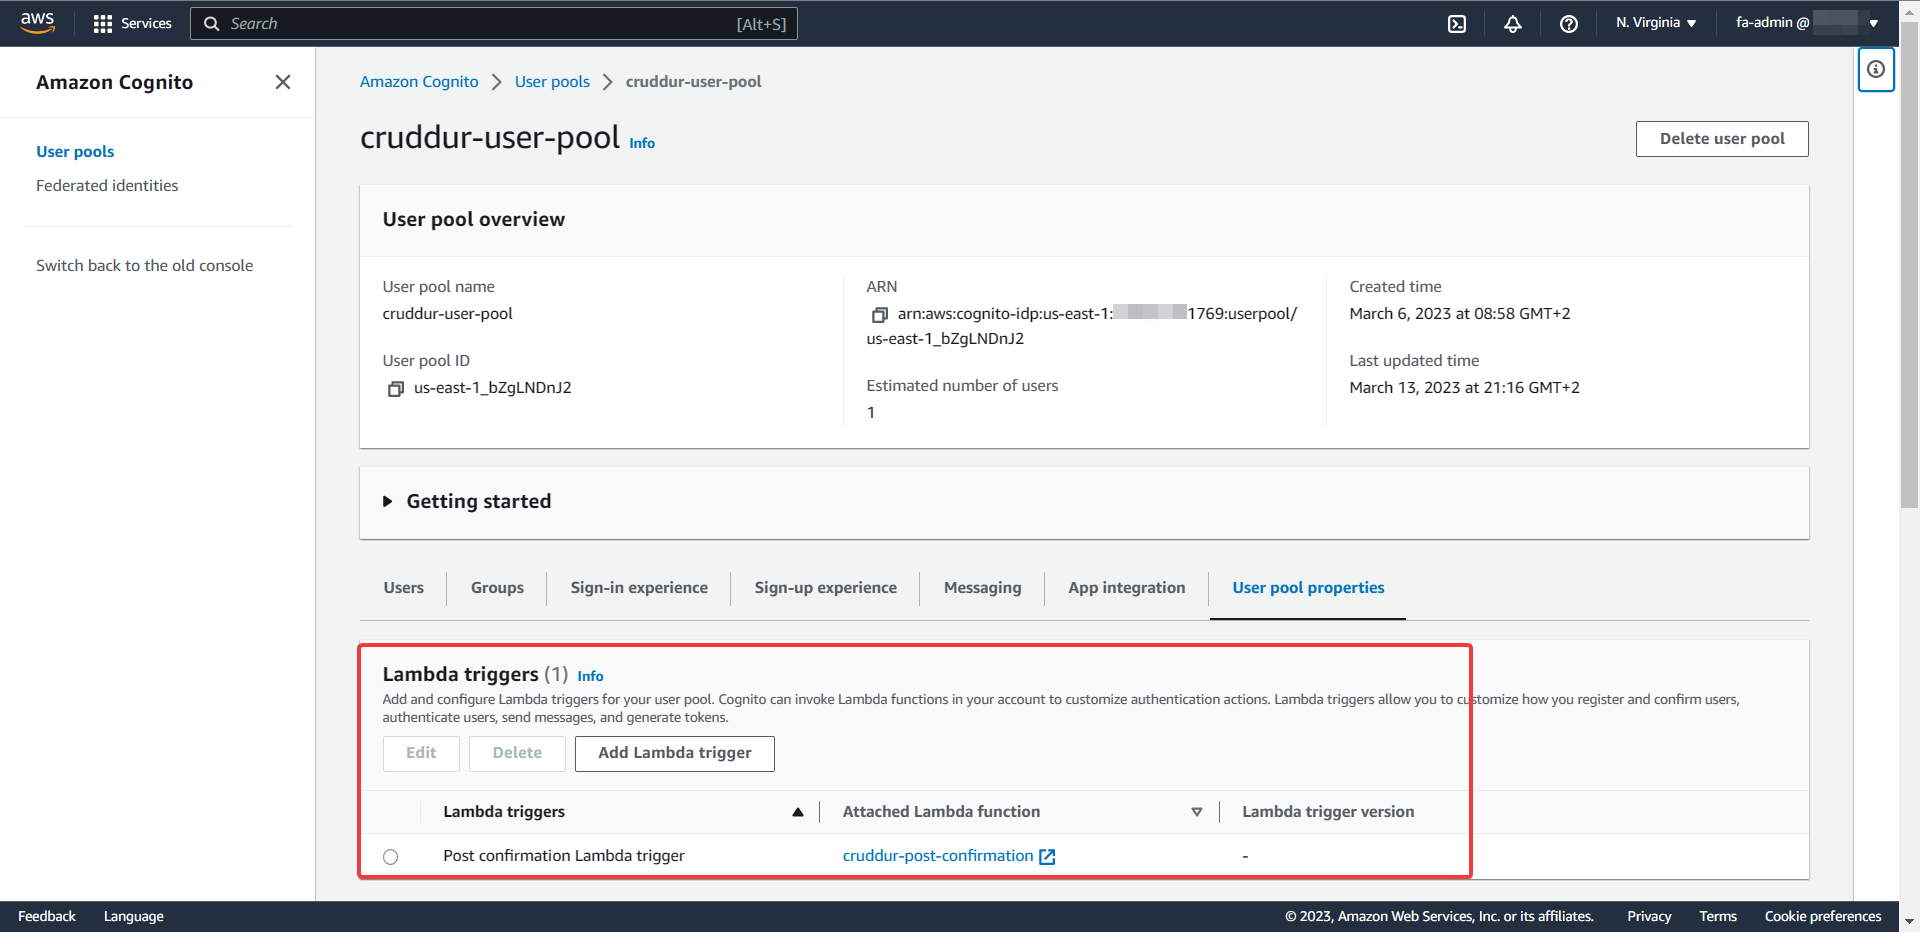 aws
Services
Search
[Alt+S]
N. Virginia
fa-admin @
Amazon Cognito
User pools
Federated identities
Switch back to the old console
Amazon Cognito
User pools
cruddur-user-pool
cruddur-user-pool Info
Delete user pool
User pool overview
User pool name
cruddur-user-pool
User pool ID
us-east-1_bZgLNDnJ2
ARN
arn:aws:cognito-idp:us-east-1: 1769:userpool/
us-east-1_bZgLNDnJ2
Estimated number of users
1
Created time
March 6, 2023 at 08:58 GMT+2
Last updated time
March 13, 2023 at 21:16 GMT+2
Getting started
Users
Groups
Sign-in experience
Sign-up experience
Messaging
App integration
User pool properties
Lambda triggers (1) Info
Add and configure Lambda triggers for your user pool. Cognito can invoke Lambda functions in your account to customize authentication actions. Lambda triggers allow you to customize how you register and confirm users,
authenticate users, send messages, and generate tokens.
Edit
Delete
Add Lambda trigger
Lambda triggers
Attached Lambda function
Lambda trigger version
Post confirmation Lambda trigger
cruddur-post-confirmation
-
Feedback
Language
© 2023, Amazon Web Services, Inc. or its affiliates.
Privacy
Terms
Cookie preferences